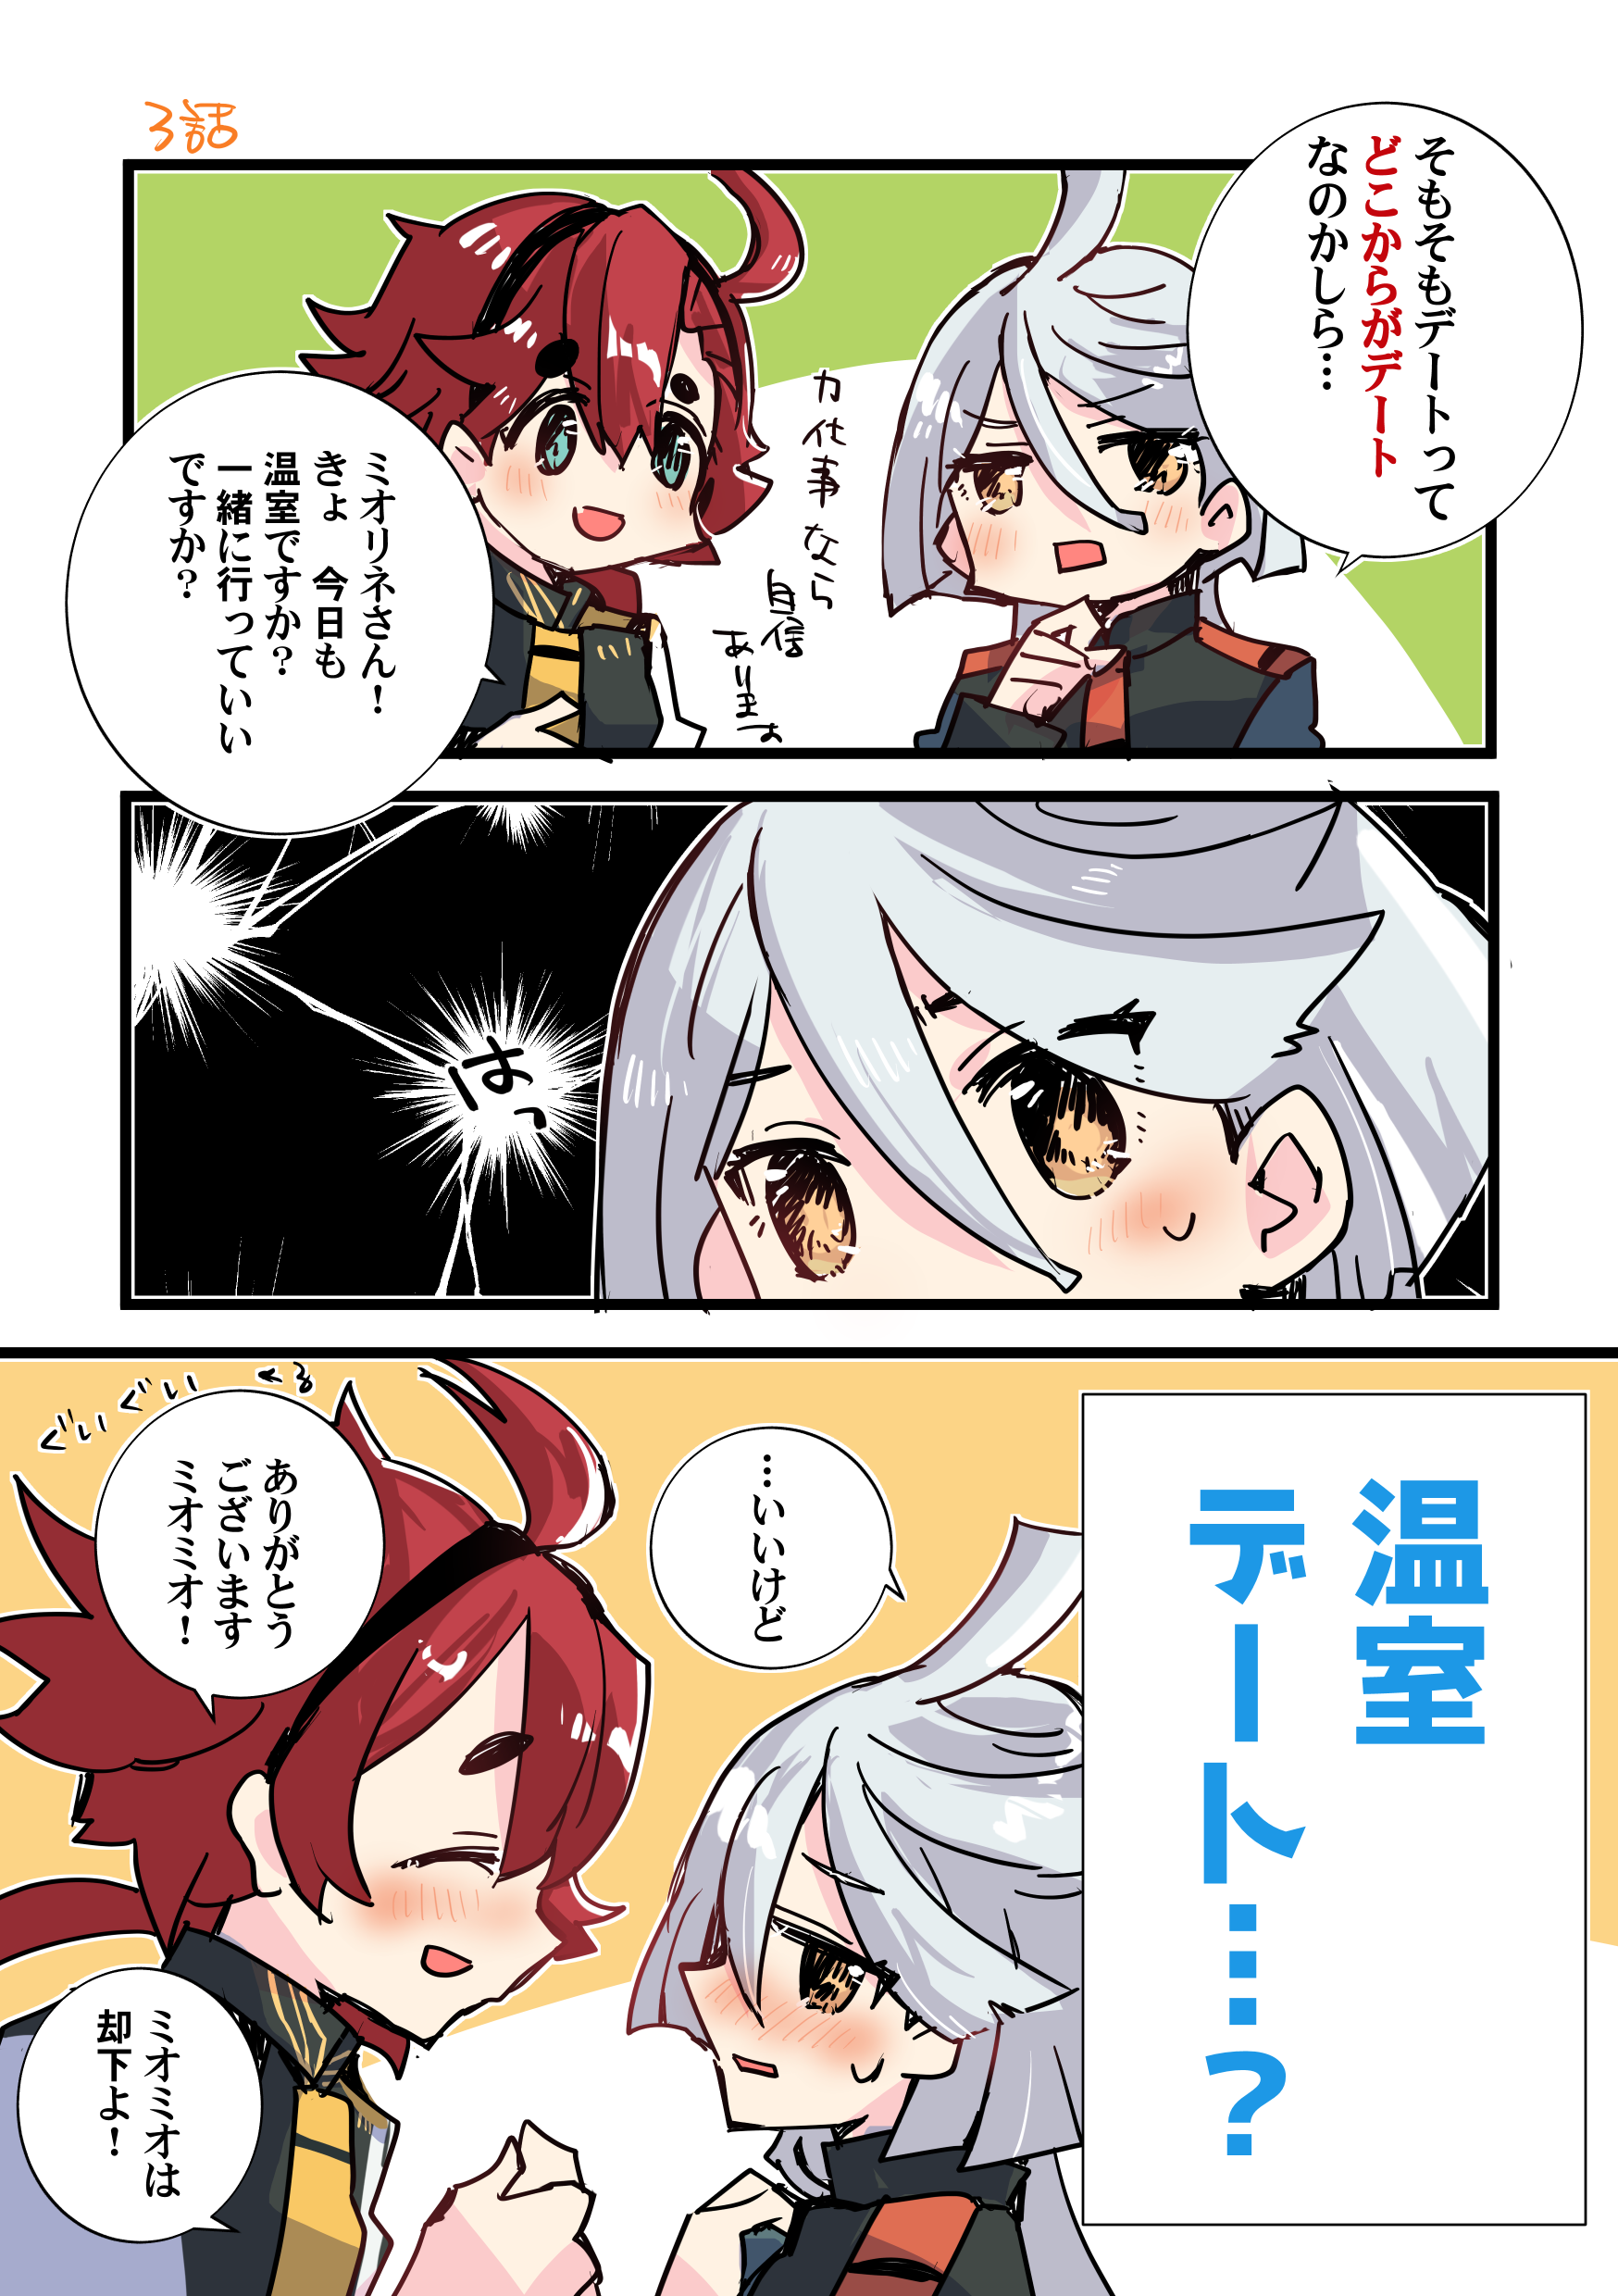 3話
そもそもデートって
どこからがデート
なのかしら…
ミオリネさん!
きょ 今日も
温室ですか?
一緒に行っていい
ですか?
力仕事なら
自信
あります
はっ
温室
デート…?
…いいけど
ありがとう
ございます
ミオミオ!
ぐいぐい
くる
ミオミオは
却下よ!